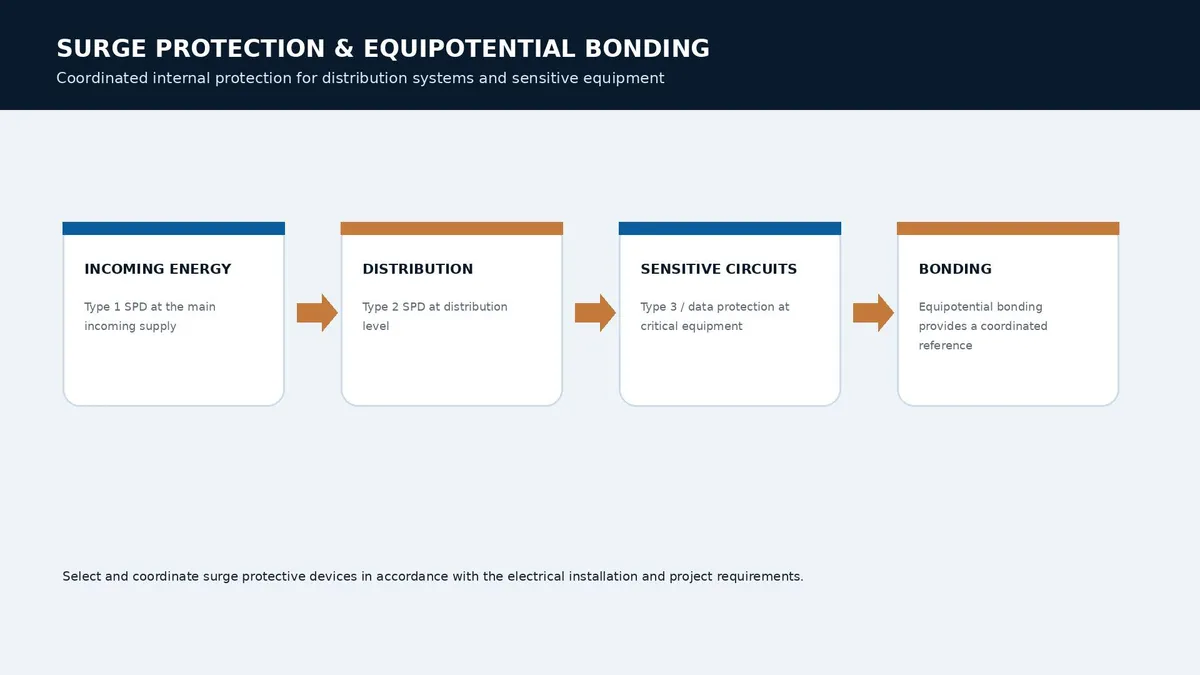 SURGE PROTECTION & EQUIPOTENTIAL BONDING
Coordinated internal protection for distribution systems and sensitive equipment
INCOMING ENERGY
Type 1 SPD at the main
incoming supply
DISTRIBUTION
Type 2 SPD at distribution
level
SENSITIVE CIRCUITS
Type 3 / data protection at
critical equipment
BONDING
Equipotential bonding
provides a coordinated
reference
Select and coordinate surge protective devices in accordance with the electrical installation and project requirements.